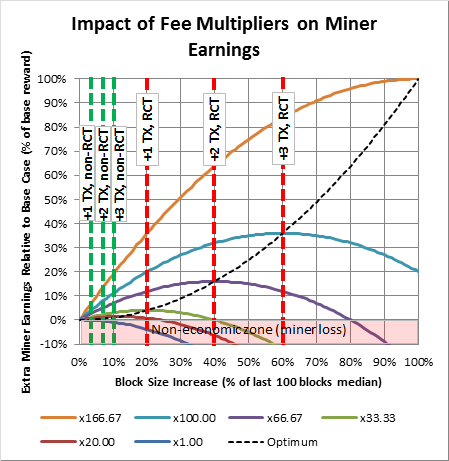 Impact of Fee Multipliers on Miner
Earnings
Extra Miner Earnings Relative to Base Case (% of base reward)
100%
90%
80%
70%
60%
50%
40%
30%
20%
10%
0%
-10%
+1 TX, non-RCT
+2 TX, non-RCT
+3 TX, non-RCT
+1 TX, RCT
+2 TX, RCT
+3 TX, RCT
Non-economic zone (miner loss)
0% 10% 20% 30% 40% 50% 60% 70% 80% 90% 100%
Block Size Increase (% of last 100 blocks median)
x166.67 x100.00 x66.67 x33.33
x20.00 x1.00 Optimum